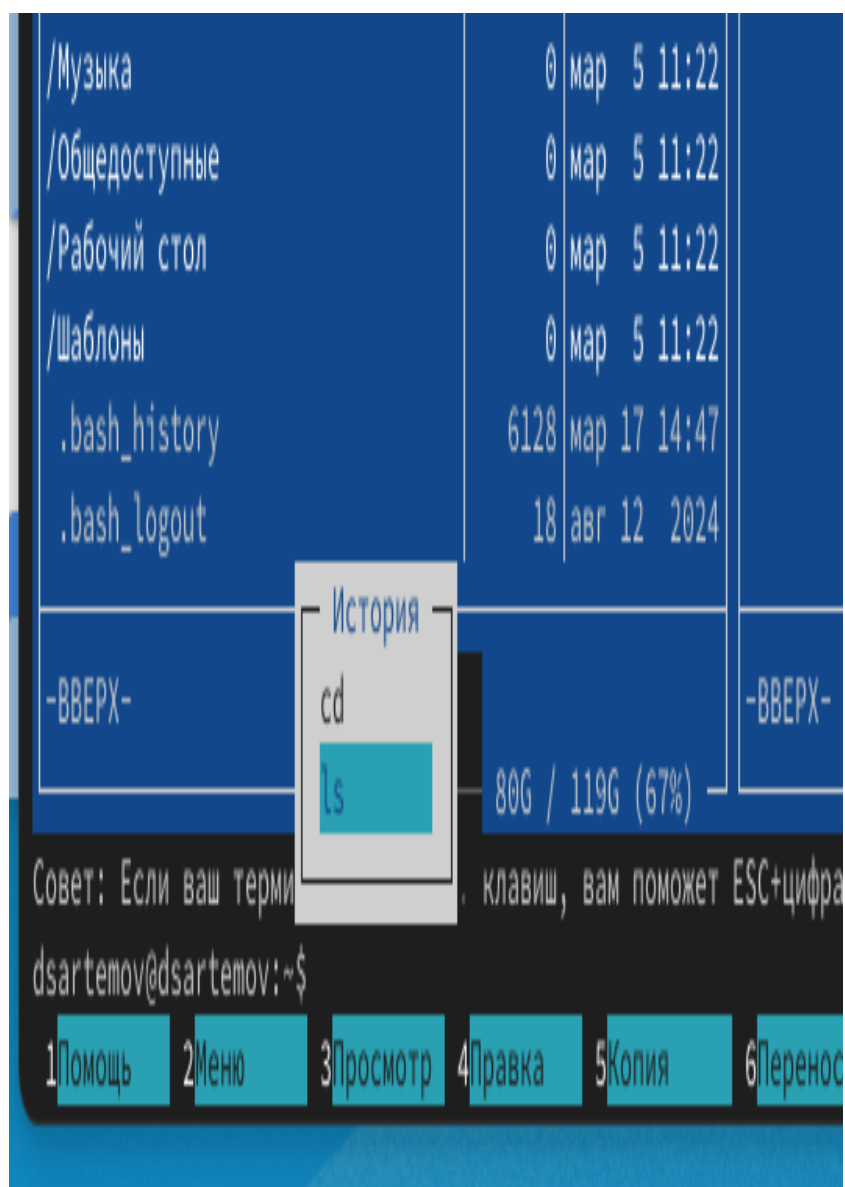 /Музыка 0 мар 5 11:22
/Общедоступные 0 мар 5 11:22
/Рабочий стол 0 мар 5 11:22
/Шаблоны 0 мар 5 11:22
.bash_history 6128 мар 17 14:47
.bash_logout 18 авг 12 2024
История
-ВВЕРХ- cd -ВВЕРХ-
ls 80G / 119G (67%)
Совет: Если ваш терми . клавиш, вам поможет ESC+цифра
dsartemov@dsartemov:~$
1Помощь 2Меню 3Просмотр 4Правка 5Копия 6Перенос